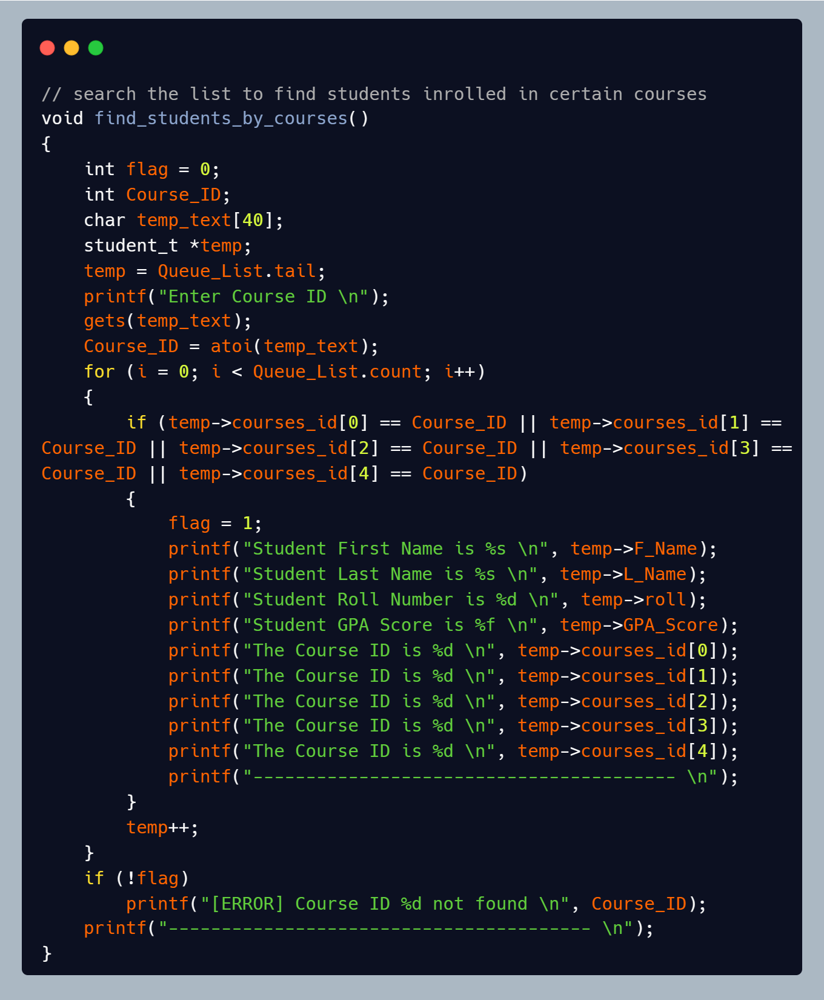 // search the list to find students inrolled in certain courses
void find_students_by_courses()
{
    int flag = 0;
    int Course_ID;
    char temp_text[40];
    student_t *temp;
    temp = Queue_List.tail;
    printf("Enter Course ID \n");
    gets(temp_text);
    Course_ID = atoi(temp_text);
    for (i = 0; i < Queue_List.count; i++)
    {
        if (temp->courses_id[0] == Course_ID || temp->courses_id[1] ==
Course_ID || temp->courses_id[2] == Course_ID || temp->courses_id[3] ==
Course_ID || temp->courses_id[4] == Course_ID)
        {
            flag = 1;
            printf("Student First Name is %s \n", temp->F_Name);
            printf("Student Last Name is %s \n", temp->L_Name);
            printf("Student Roll Number is %d \n", temp->roll);
            printf("Student GPA Score is %f \n", temp->GPA_Score);
            printf("The Course ID is %d \n", temp->courses_id[0]);
            printf("The Course ID is %d \n", temp->courses_id[1]);
            printf("The Course ID is %d \n", temp->courses_id[2]);
            printf("The Course ID is %d \n", temp->courses_id[3]);
            printf("The Course ID is %d \n", temp->courses_id[4]);
            printf("---------------------------------------- \n");
        }
        temp++;
    }
    if (!flag)
        printf("[ERROR] Course ID %d not found \n", Course_ID);
    printf("---------------------------------------- \n");
}